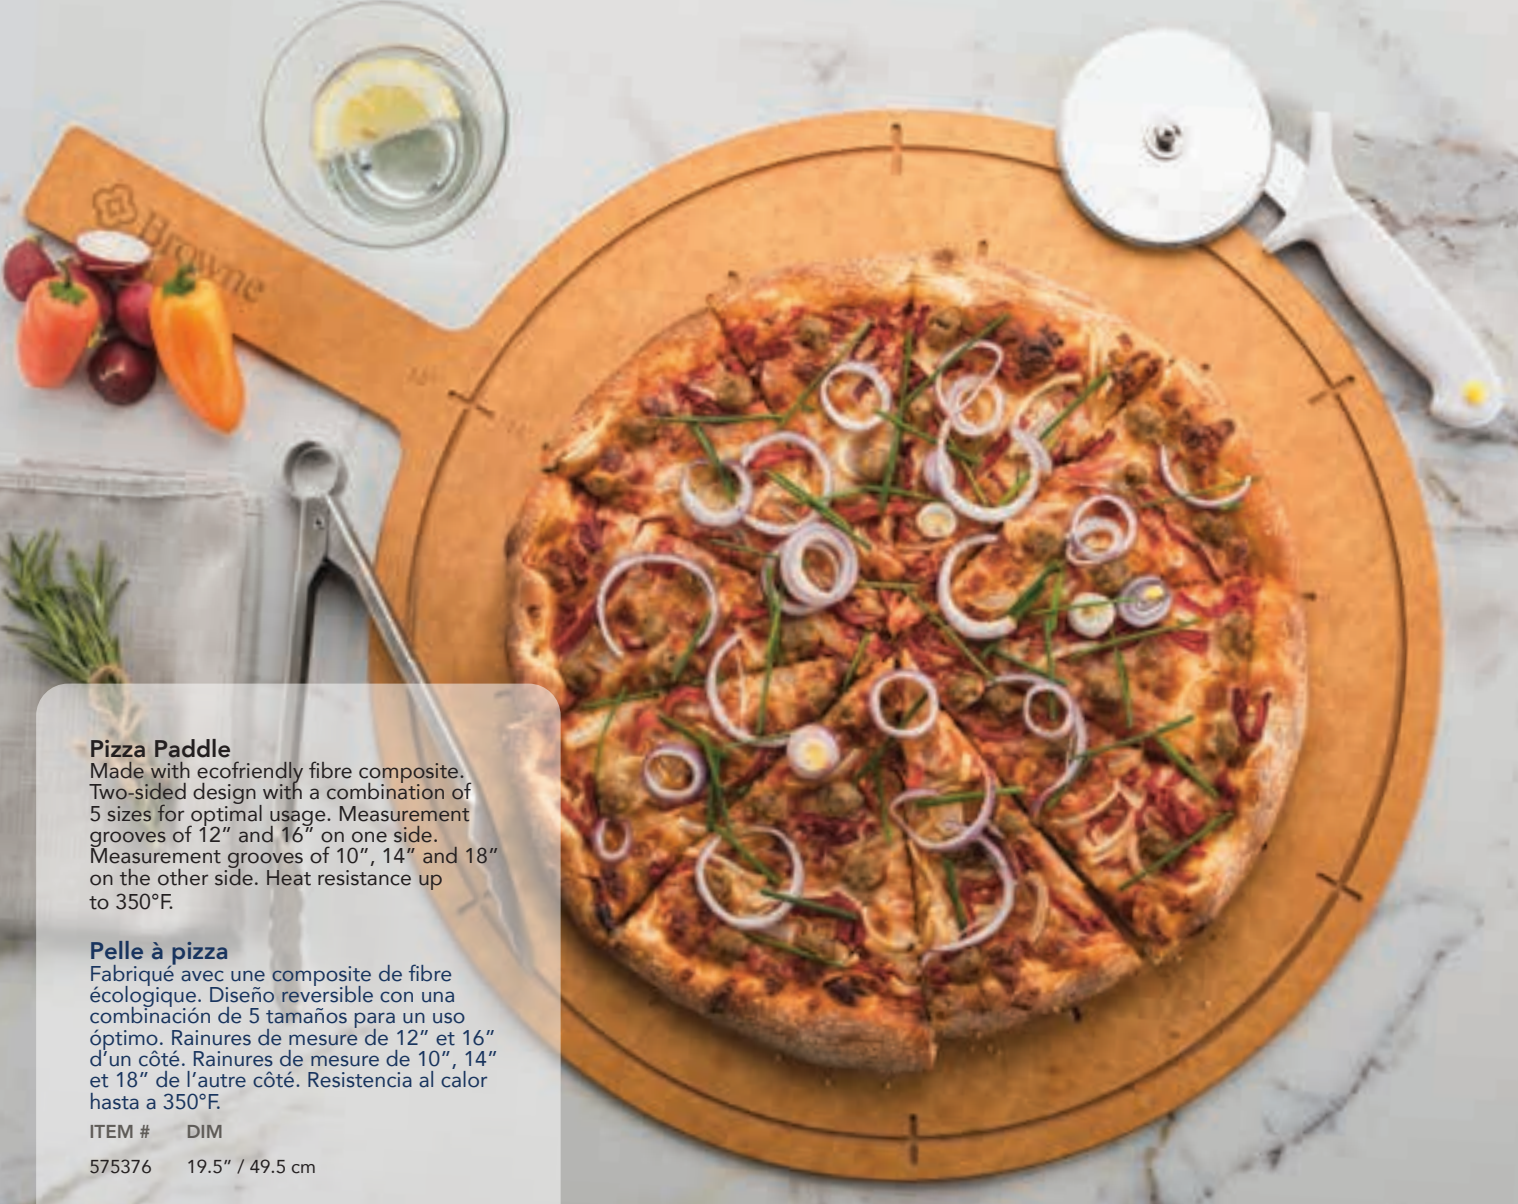 Browne
Pizza Paddle
Made with ecofriendly fibre composite.
Two-sided design with a combination of
5 sizes for optimal usage. Measurement
grooves of 12″ and 16″ on one side.
Measurement grooves of 10″, 14″ and 18″
on the other side. Heat resistance up
to 350°F.
Pelle à pizza
Fabriqué avec une composite de fibre
écologique. Diseño reversible con una
combinación de 5 tamaños para un uso
óptimo. Rainures de mesure de 12″ et 16″
d’un côté. Rainures de mesure de 10″, 14″
et 18″ de l’autre côté. Resistencia al calor
hasta a 350°F.
ITEM # DIM
575376 19.5″ / 49.5 cm